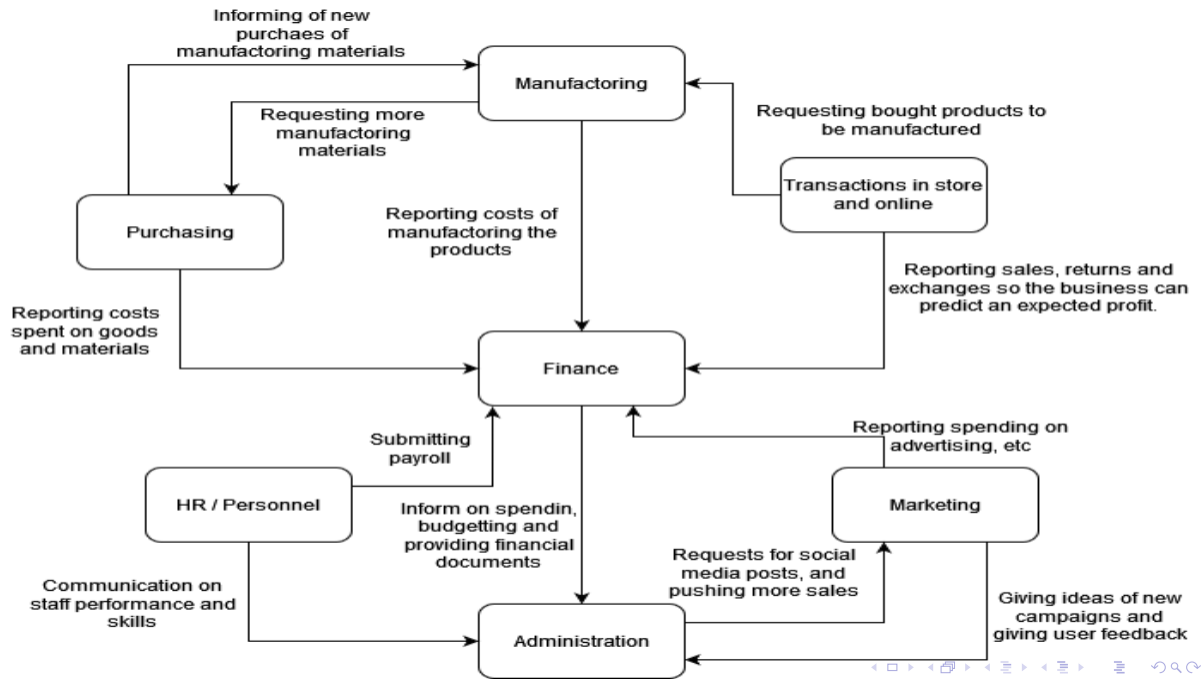 Informing of new
purchaes of
manufactoring materials
Manufactoring
Requesting more
manufactoring
materials
Requesting bought products to
be manufactured
Transactions in store
and online
Purchasing
Reporting costs of
manufactoring the
products
Reporting sales, returns and
exchanges so the business can
predict an expected profit.
Reporting costs
spent on goods
and materials
Finance
Submitting
payroll
Reporting spending on
advertising, etc
HR / Personnel
Marketing
Inform on spendin,
budgetting and
providing financial
documents
Requests for social
media posts, and
pushing more sales
Communication on
staff performance and
skills
Giving ideas of new
campaigns and
giving user feedback
Administration